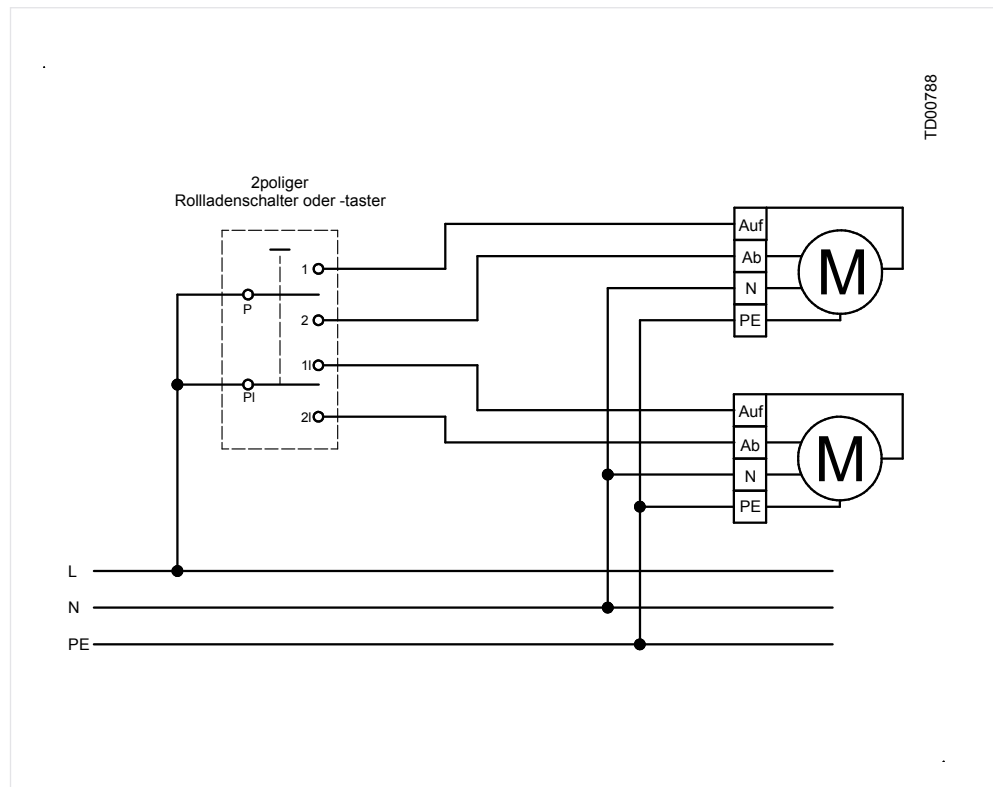 TD00788
2poliger
Rollladenschalter oder -taster
1
P
2
1I
PI
2I
Auf
Ab
N
PE
M
Auf
Ab
N
PE
M
L
N
PE